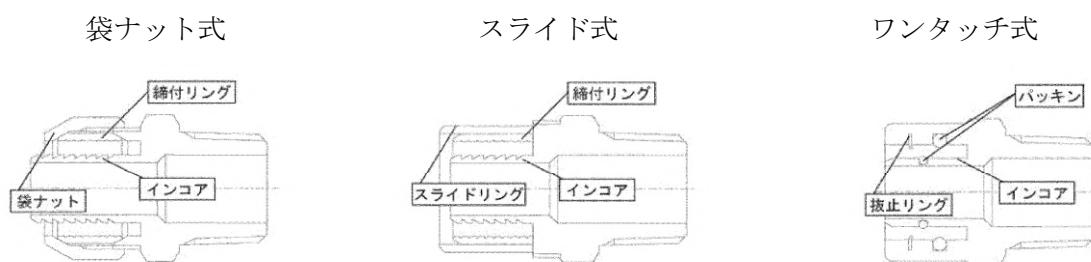 袋ナット式
スライド式
ワンタッチ式
締付リング
袋ナット
インコア
締付リング
スライドリング
インコア
パッキン
抜止リング
インコア